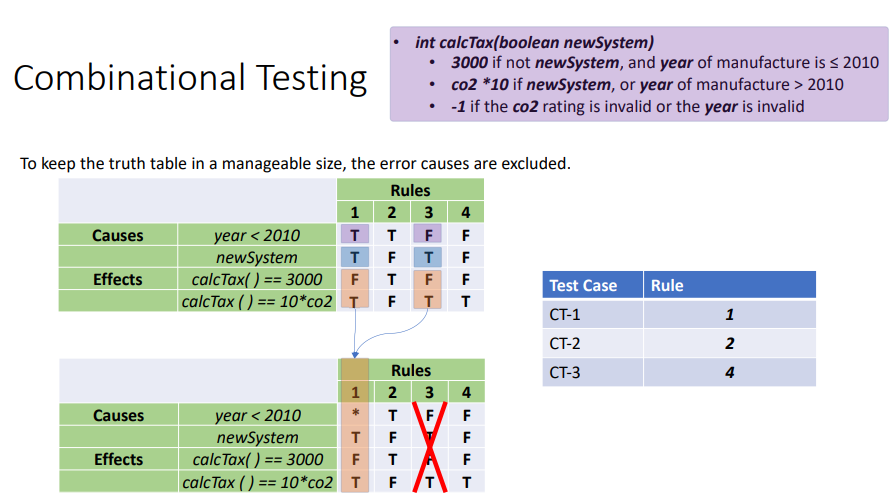 Combinational Testing
• int calcTax(boolean newSystem)
• 3000 if not newSystem, and year of manufacture is ≤ 2010
• co2 *10 if newSystem, or year of manufacture > 2010
• -1 if the co2 rating is invalid or the year is invalid
To keep the truth table in a manageable size, the error causes are excluded.
Rules
1 2 3 4
Causes year < 2010 T T F F
newSystem T F T F
Effects calcTax( ) == 3000 F T F F
calcTax ( ) == 10*co2 T F T T
Rules
1 2 3 4
Causes year < 2010 * T F F
newSystem T F T F
Effects calcTax( ) == 3000 F T F F
calcTax ( ) == 10*co2 T F T T
Test Case Rule
CT-1 1
CT-2 2
CT-3 4